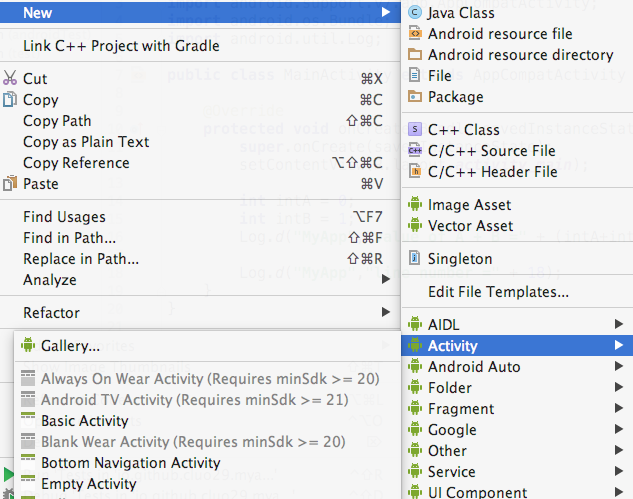 New
Link C++ Project with Gradle
Cut ⌘X
Copy ⌘C
Copy Path ⇧⌘C
Copy as Plain Text
Copy Reference ⌥⇧⌘C
Paste ⌘V
Find Usages ⌥F7
Find in Path... ⇧⌘F
Replace in Path... ⇧⌘R
Analyze
Refactor
Java Class
Android resource file
Android resource directory
File
Package
C++ Class
C/C++ Source File
C/C++ Header File
Image Asset
Vector Asset
Singleton
Edit File Templates...
AIDL
Activity
Android Auto
Folder
Fragment
Google
Other
Service
UI Component
Gallery...
Always On Wear Activity (Requires minSdk >= 20)
Android TV Activity (Requires minSdk >= 21)
Basic Activity
Blank Wear Activity (Requires minSdk >= 20)
Bottom Navigation Activity
Empty Activity